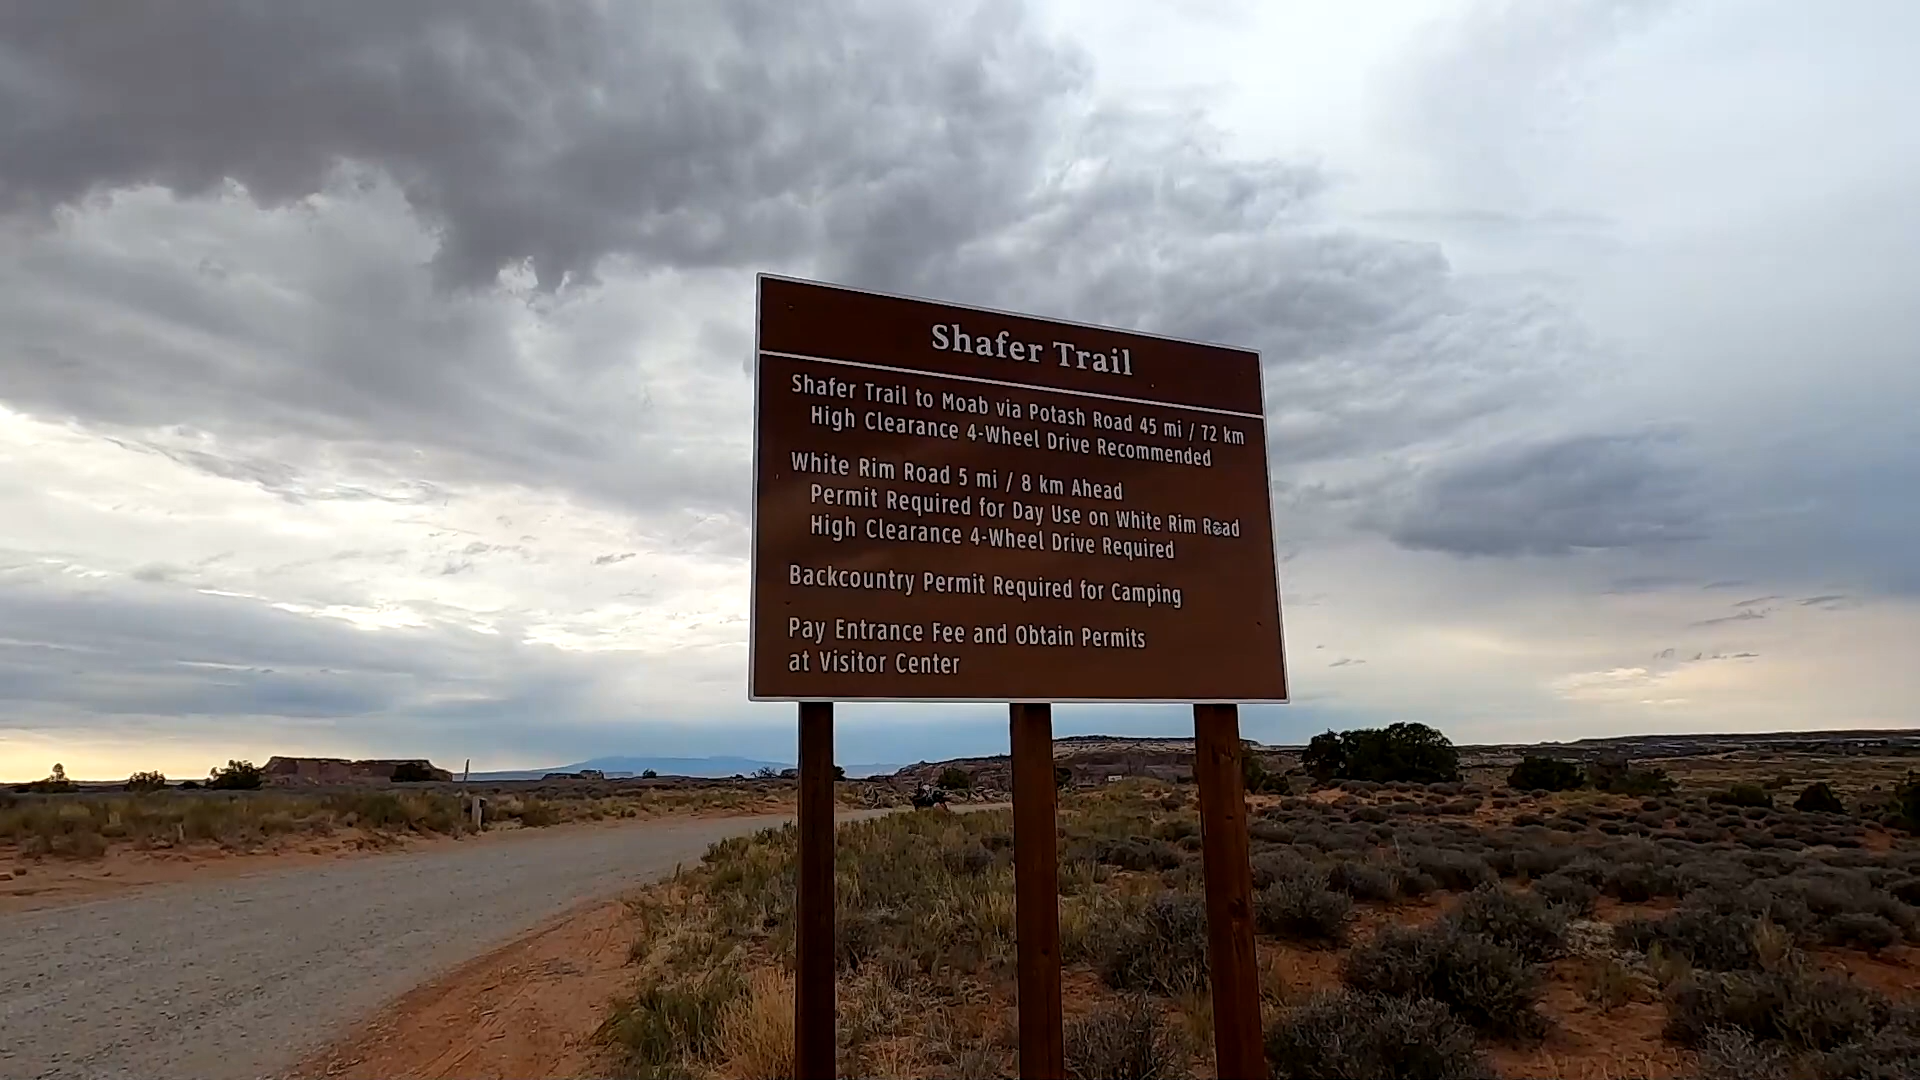 Shafer Trail
Shafer Trail to Moab via Potash Road 45 mi / 72 km
High Clearance 4-Wheel Drive Recommended
White Rim Road 5 mi / 8 km Ahead
Permit Required for Day Use on White Rim Road
High Clearance 4-Wheel Drive Required
Backcountry Permit Required for Camping
Pay Entrance Fee and Obtain Permits
at Visitor Center